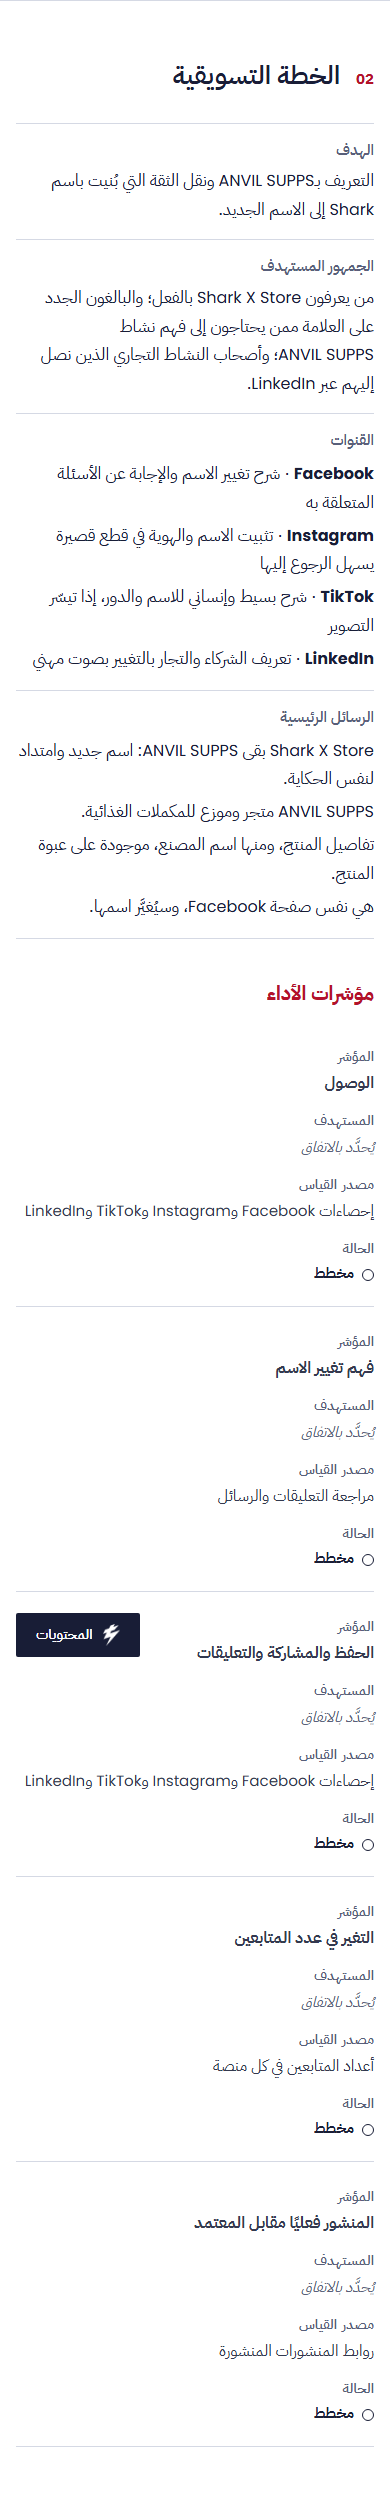 02 الخطة التسويقية
الهدف
التعريف بـANVIL SUPPS ونقل الثقة التي بُنيت باسم
Shark إلى الاسم الجديد.
الجمهور المستهدف
من يعرفون Shark X Store بالفعل؛ والبالغون الجدد
على العلامة ممن يحتاجون إلى فهم نشاط
ANVIL SUPPS؛ وأصحاب النشاط التجاري الذين نصل
إليهم عبر LinkedIn.
القنوات
Facebook · شرح تغيير الاسم والإجابة عن الأسئلة
المتعلقة به
Instagram · تثبيت الاسم والهوية في قطع قصيرة
يسهل الرجوع إليها
TikTok · شرح بسيط وإنساني للاسم والدور، إذا تيسّر
التصوير
LinkedIn · تعريف الشركاء والتجار بالتغيير بصوت مهني
الرسائل الرئيسية
Shark X Store بقى ANVIL SUPPS: اسم جديد وامتداد
لنفس الحكاية.
ANVIL SUPPS متجر وموزع للمكملات الغذائية.
تفاصيل المنتج، ومنها اسم المصنع، موجودة على عبوة
المنتج.
هي نفس صفحة Facebook، وسيُغيَّر اسمها.
مؤشرات الأداء
المؤشر
الوصول
المستهدف
يُحدَّد بالاتفاق
مصدر القياس
إحصاءات Facebook وInstagram وTikTok وLinkedIn
الحالة
مخطط
المؤشر
فهم تغيير الاسم
المستهدف
يُحدَّد بالاتفاق
مصدر القياس
مراجعة التعليقات والرسائل
الحالة
مخطط
المؤشر
المحتويات
الحفظ والمشاركة والتعليقات
المستهدف
يُحدَّد بالاتفاق
مصدر القياس
إحصاءات Facebook وInstagram وTikTok وLinkedIn
الحالة
مخطط
المؤشر
التغير في عدد المتابعين
المستهدف
يُحدَّد بالاتفاق
مصدر القياس
أعداد المتابعين في كل منصة
الحالة
مخطط
المؤشر
المنشور فعليًا مقابل المعتمد
المستهدف
يُحدَّد بالاتفاق
مصدر القياس
روابط المنشورات المنشورة
الحالة
مخطط